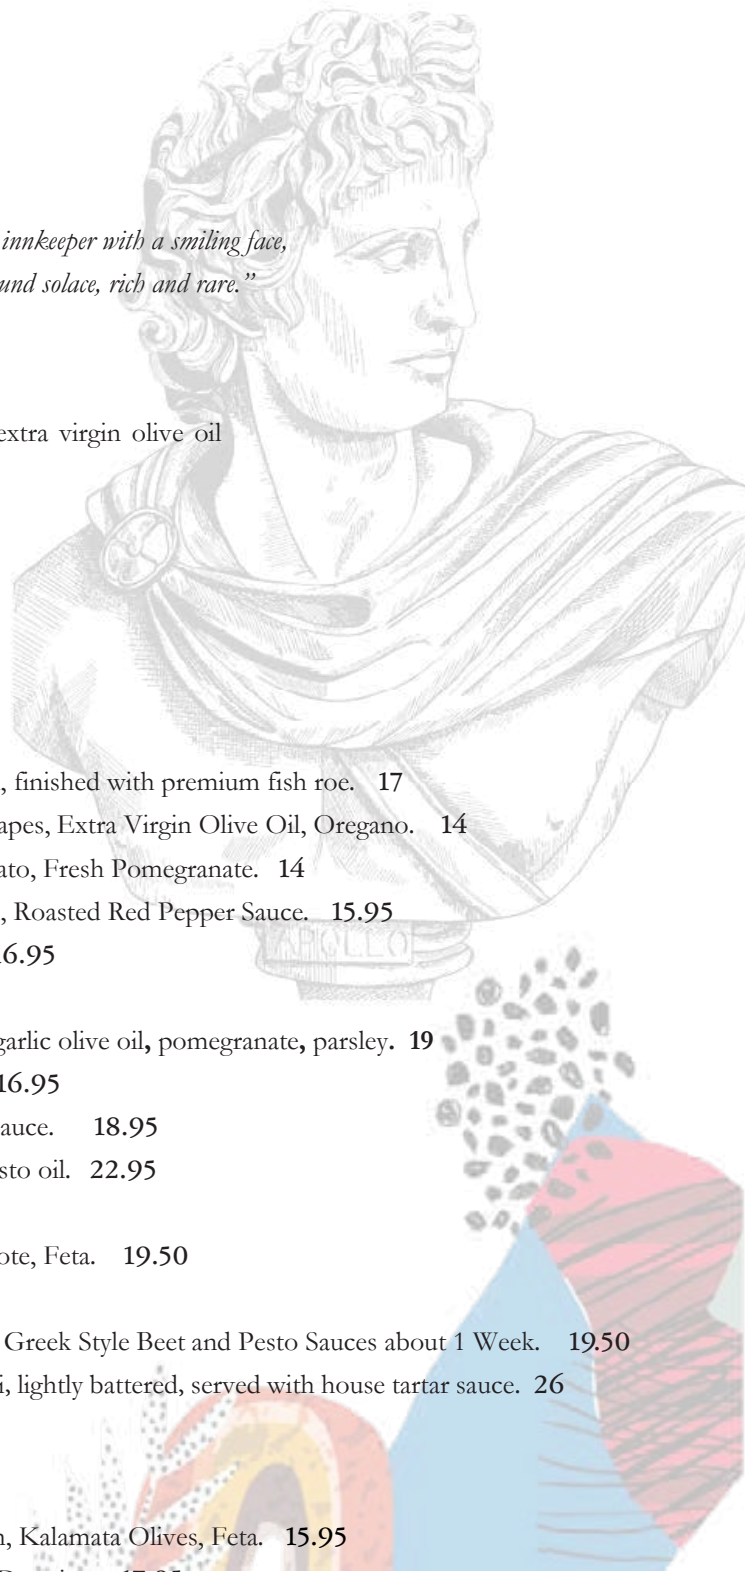 innkeeper with a smiling face,
und solace, rich and rare.”
extra virgin olive oil
, finished with premium fish roe. 17
apes, Extra Virgin Olive Oil, Oregano. 14
ato, Fresh Pomegranate. 14
, Roasted Red Pepper Sauce. 15.95
6.95
APOLLO
garlic olive oil, pomegranate, parsley. 19
16.95
auce. 18.95
sto oil. 22.95
ote, Feta. 19.50
Greek Style Beet and Pesto Sauces about 1 Week. 19.50
i, lightly battered, served with house tartar sauce. 26
n, Kalamata Olives, Feta. 15.95